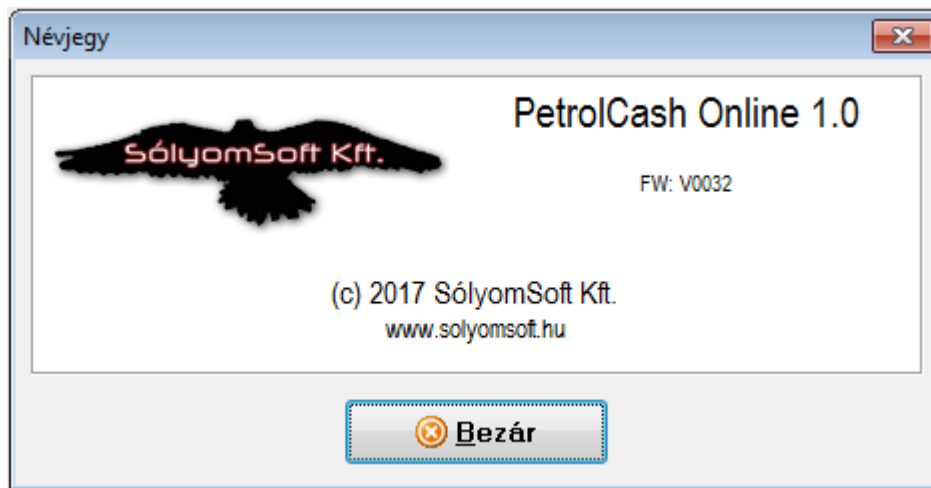 Névjegy
SólyomSoft Kft.
PetrolCash Online 1.0
FW: V0032
(c) 2017 SólyomSoft Kft.
www.solyomsoft.hu
Bezár